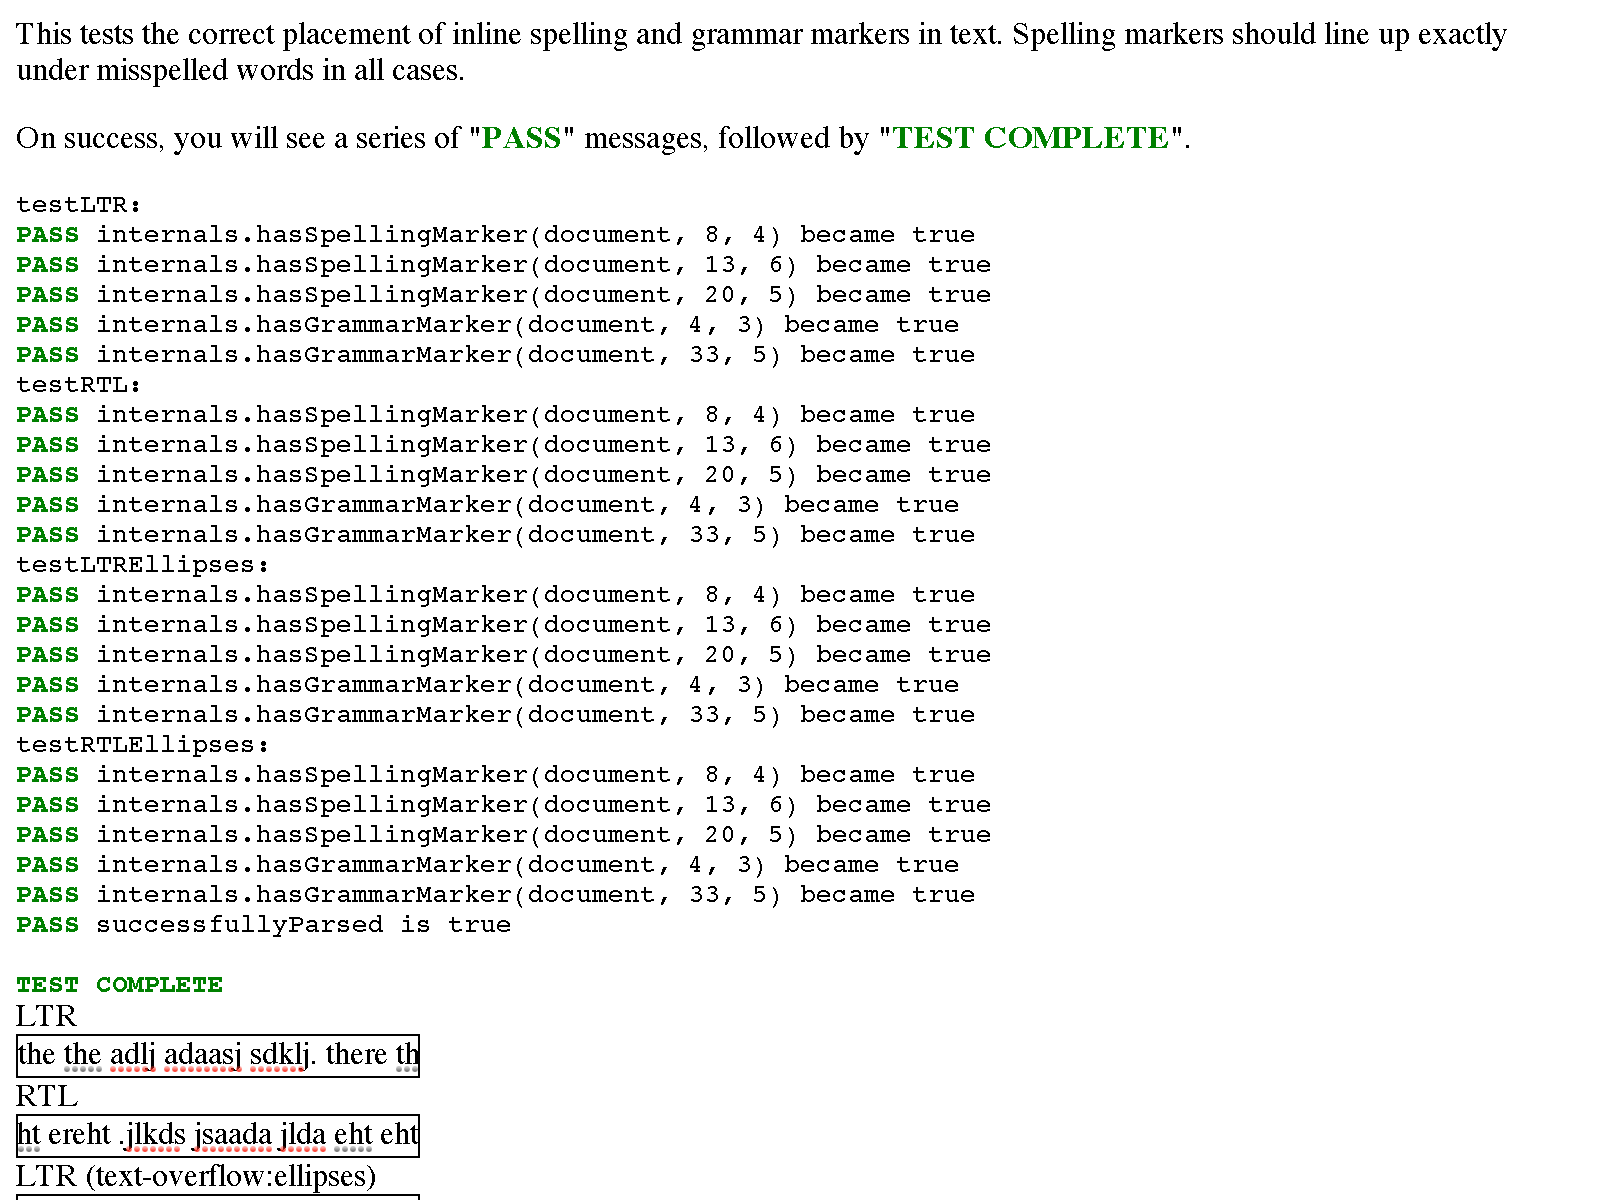 This tests the correct placement of inline spelling and grammar markers in text. Spelling markers should line up exactly
under misspelled words in all cases.
On success, you will see a series of "PASS" messages, followed by "TEST COMPLETE".
testLTR:
PASS internals.hasSpellingMarker(document, 8, 4) became true
PASS internals.hasSpellingMarker(document, 13, 6) became true
PASS internals.hasSpellingMarker(document, 20, 5) became true
PASS internals.hasGrammarMarker(document, 4, 3) became true
PASS internals.hasGrammarMarker(document, 33, 5) became true
testRTL:
PASS internals.hasSpellingMarker(document, 8, 4) became true
PASS internals.hasSpellingMarker(document, 13, 6) became true
PASS internals.hasSpellingMarker(document, 20, 5) became true
PASS internals.hasGrammarMarker(document, 4, 3) became true
PASS internals.hasGrammarMarker(document, 33, 5) became true
testLTREllipses:
PASS internals.hasSpellingMarker(document, 8, 4) became true
PASS internals.hasSpellingMarker(document, 13, 6) became true
PASS internals.hasSpellingMarker(document, 20, 5) became true
PASS internals.hasGrammarMarker(document, 4, 3) became true
PASS internals.hasGrammarMarker(document, 33, 5) became true
testRTLEllipses:
PASS internals.hasSpellingMarker(document, 8, 4) became true
PASS internals.hasSpellingMarker(document, 13, 6) became true
PASS internals.hasSpellingMarker(document, 20, 5) became true
PASS internals.hasGrammarMarker(document, 4, 3) became true
PASS internals.hasGrammarMarker(document, 33, 5) became true
PASS successfullyParsed is true
TEST COMPLETE
LTR
the the adlj adaasj sdklj. there th
RTL
ht ereht .jlkds jsaada jlda eht eht
LTR (text-overflow:ellipses)